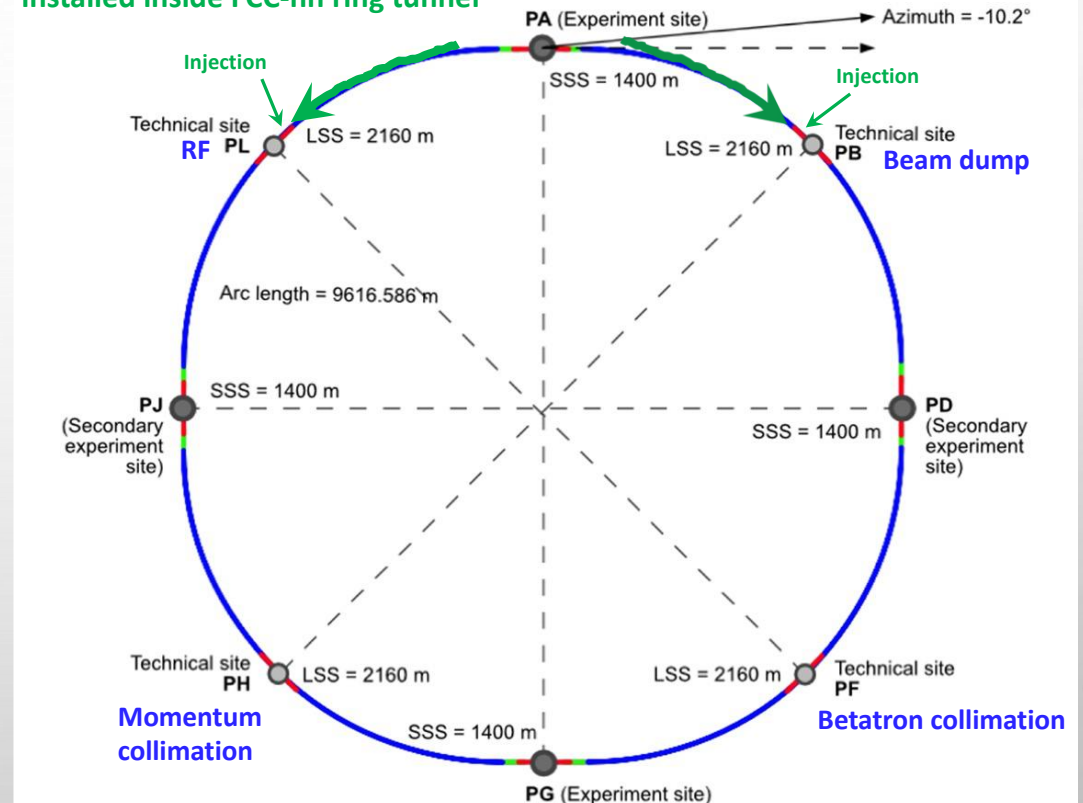 installed inside FCC-hh ring tunnel
PA (Experiment site)
Azimuth = -10.2°
SSS = 1400 m
Injection
Injection
Technical site
RF PL
LSS = 2160 m
LSS = 2160 m
Technical site
PB
Beam dump
Arc length = 9616.586 m
SSS = 1400 m
PJ
(Secondary
experiment
site)
SSS = 1400 m
PD
(Secondary
experiment
site)
Technical site
PH
LSS = 2160 m
Momentum
collimation
LSS = 2160 m
Technical site
PF
Betatron collimation
SSS = 1400 m
PG (Experiment site)